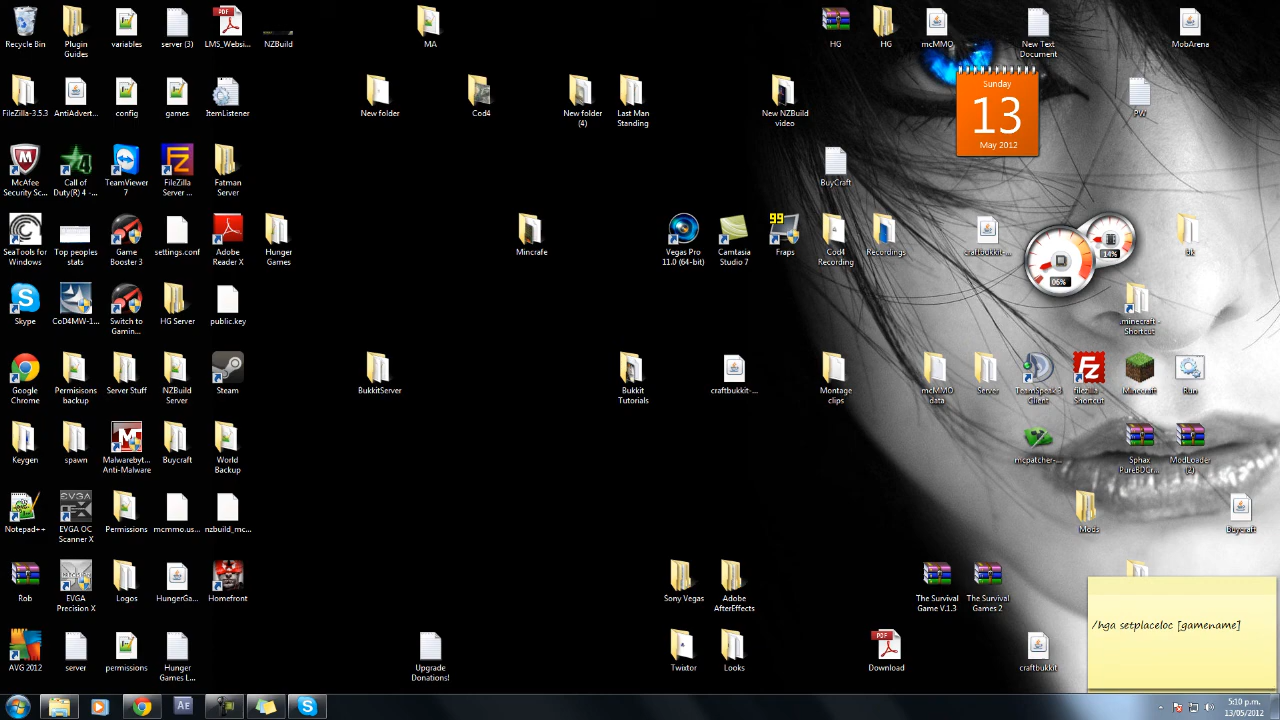 Recycle Bin
Plugin Guides
variables
server (3)
LMS_Websi...
NZBuild
MA
HG
HG
mcMMO
New Text Document
MobArena
FileZilla-3.5.3
AntiAdvert...
config
games
ItemListener
New folder
Cod4
New folder (4)
Last Man Standing
New NZBuild video
Sunday
13
May 2012
PW
McAfee Security Sc...
Call of Duty(R) 4 -...
TeamViewer 7
FileZilla Server ...
Fatman Server
BuyCraft
SeaTools for Windows
Top peoples stats
Game Booster 3
settings.conf
Adobe Reader X
Hunger Games
Mincrafe
Vegas Pro 11.0 (64-bit)
Camtasia Studio 7
99
Fraps
Cod4 Recording
Recordings
craftbukkit-...
06%
14%
bk
Skype
CoD4MW-1...
Switch to Gamin...
HG Server
public.key
.minecraft - Shortcut
Google Chrome
Permisisons backup
Server Stuff
NZBuild Server
Steam
BukkitServer
Bukkit Tutorials
craftbukkit-...
Montage clips
mcMMO data
Server
TeamSpeak 3 Client
filezilla Shortcut
Minecraft
Run
Keygen
spawn
Malwarebyt... Anti-Malware
Buycraft
World Backup
mcpatcher-...
Sphax PureBDCr...
ModLoader (2)
Notepad++
EVGA OC Scanner X
Permissions
mcmmo.us...
nzbuild_mc...
Mods
Buycraft
Rob
EVGA Precision X
Logos
HungerGa...
Homefront
Sony Vegas
Adobe AfterEffects
The Survival Game V.1.3
The Survival Games 2
/hga setplaceloc [gamename]
AVG 2012
server
permissions
Hunger Games L...
Upgrade Donations!
Twixtor
Looks
PDF
Download
craftbukkit
Ae
5:10 p.m.
13/05/2012